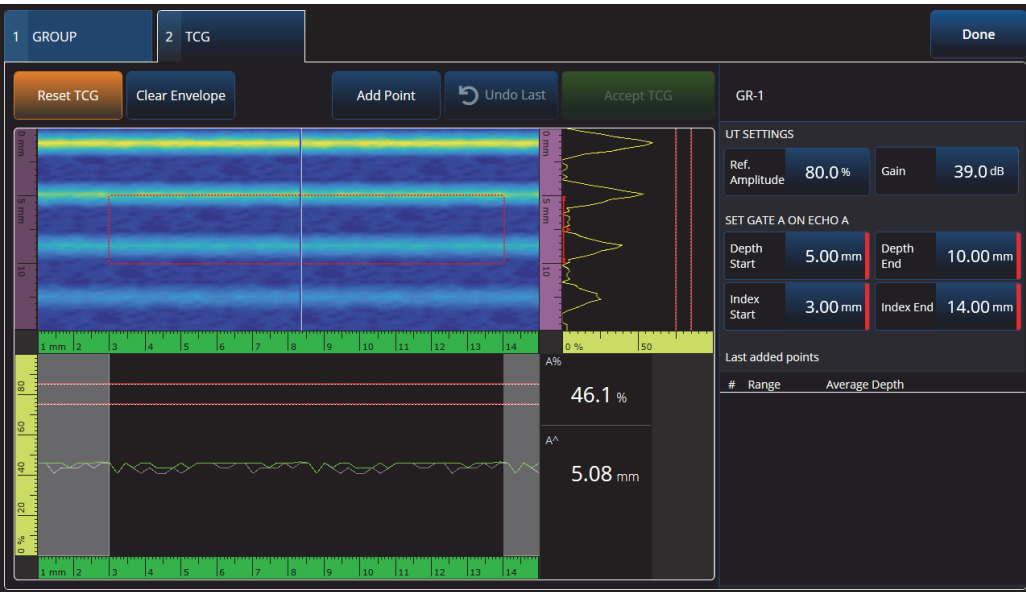 1 GROUP
2 TCG
Done
Reset TCG
Clear Envelope
Add Point
Undo Last
Accept TCG
GR-1
UT SETTINGS
Ref. Amplitude 80.0 %
Gain 39.0 dB
SET GATE A ON ECHO A
Depth Start 5.00 mm
Depth End 10.00 mm
Index Start 3.00 mm
Index End 14.00 mm
Last added points
# Range Average Depth
0 mm
5 mm
10
0 mm
5 mm
10
1 mm 2 3 4 5 6 7 8 9 10 11 12 13 14
0 % 50
80
60
40
20
0 %
A%
46.1 %
A^
5.08 mm
1 mm 2 3 4 5 6 7 8 9 10 11 12 13 14